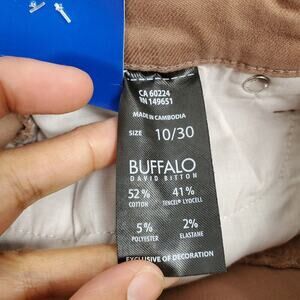 CA 60224
RN 149651
MADE IN CAMBODIA
SIZE 10/30
BUFFALO
DAVID BITTON
52% 41%
COTTON TENCEL® LYOCELL
5% 2%
POLYESTER ELASTANE
EXCLUSIVE OF DECORATION